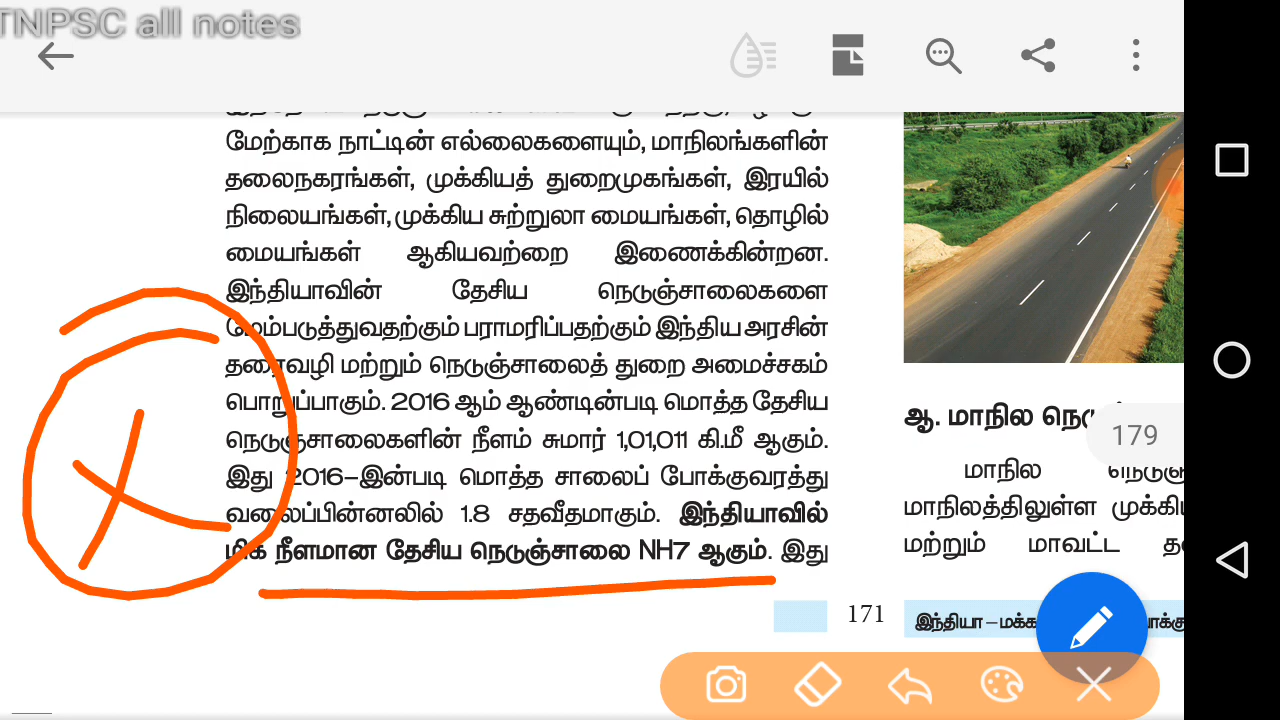 TNPSC all notes
மேற்காக நாட்டின் எல்லைகளையும், மாநிலங்களின்
தலைநகரங்கள், முக்கியத் துறைமுகங்கள், இரயில்
நிலையங்கள், முக்கிய சுற்றுலா மையங்கள், தொழில்
மையங்கள் ஆகியவற்றை இணைக்கின்றன.
இந்தியாவின் தேசிய நெடுஞ்சாலைகளை
மேம்படுத்துவதற்கும் பராமரிப்பதற்கும் இந்திய அரசின்
தரைவழி மற்றும் நெடுஞ்சாலைத் துறை அமைச்சகம்
பொறுப்பாகும். 2016 ஆம் ஆண்டின்படி மொத்த தேசிய
நெடுஞ்சாலைகளின் நீளம் சுமார் 1,01,011 கி.மீ ஆகும்.
இது 2016–இன்படி மொத்த சாலைப் போக்குவரத்து
வலைப்பின்னலில் 1.8 சதவீதமாகும். இந்தியாவில்
மிக நீளமான தேசிய நெடுஞ்சாலை NH7 ஆகும். இது
171
ஆ. மாநில
179
மாநில
மாநிலத்திலுள்ள
மற்றும் மாவட்ட
இந்தியா –